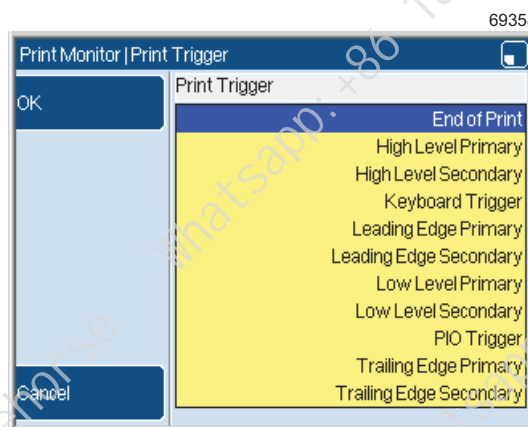 6935
Print Monitor | Print Trigger
OK
Print Trigger
End of Print
High Level Primary
High Level Secondary
Keyboard Trigger
Leading Edge Primary
Leading Edge Secondary
Low Level Primary
Low Level Secondary
PIO Trigger
Trailing Edge Primary
Trailing Edge Secondary
Cancel
Whatsapp: +86